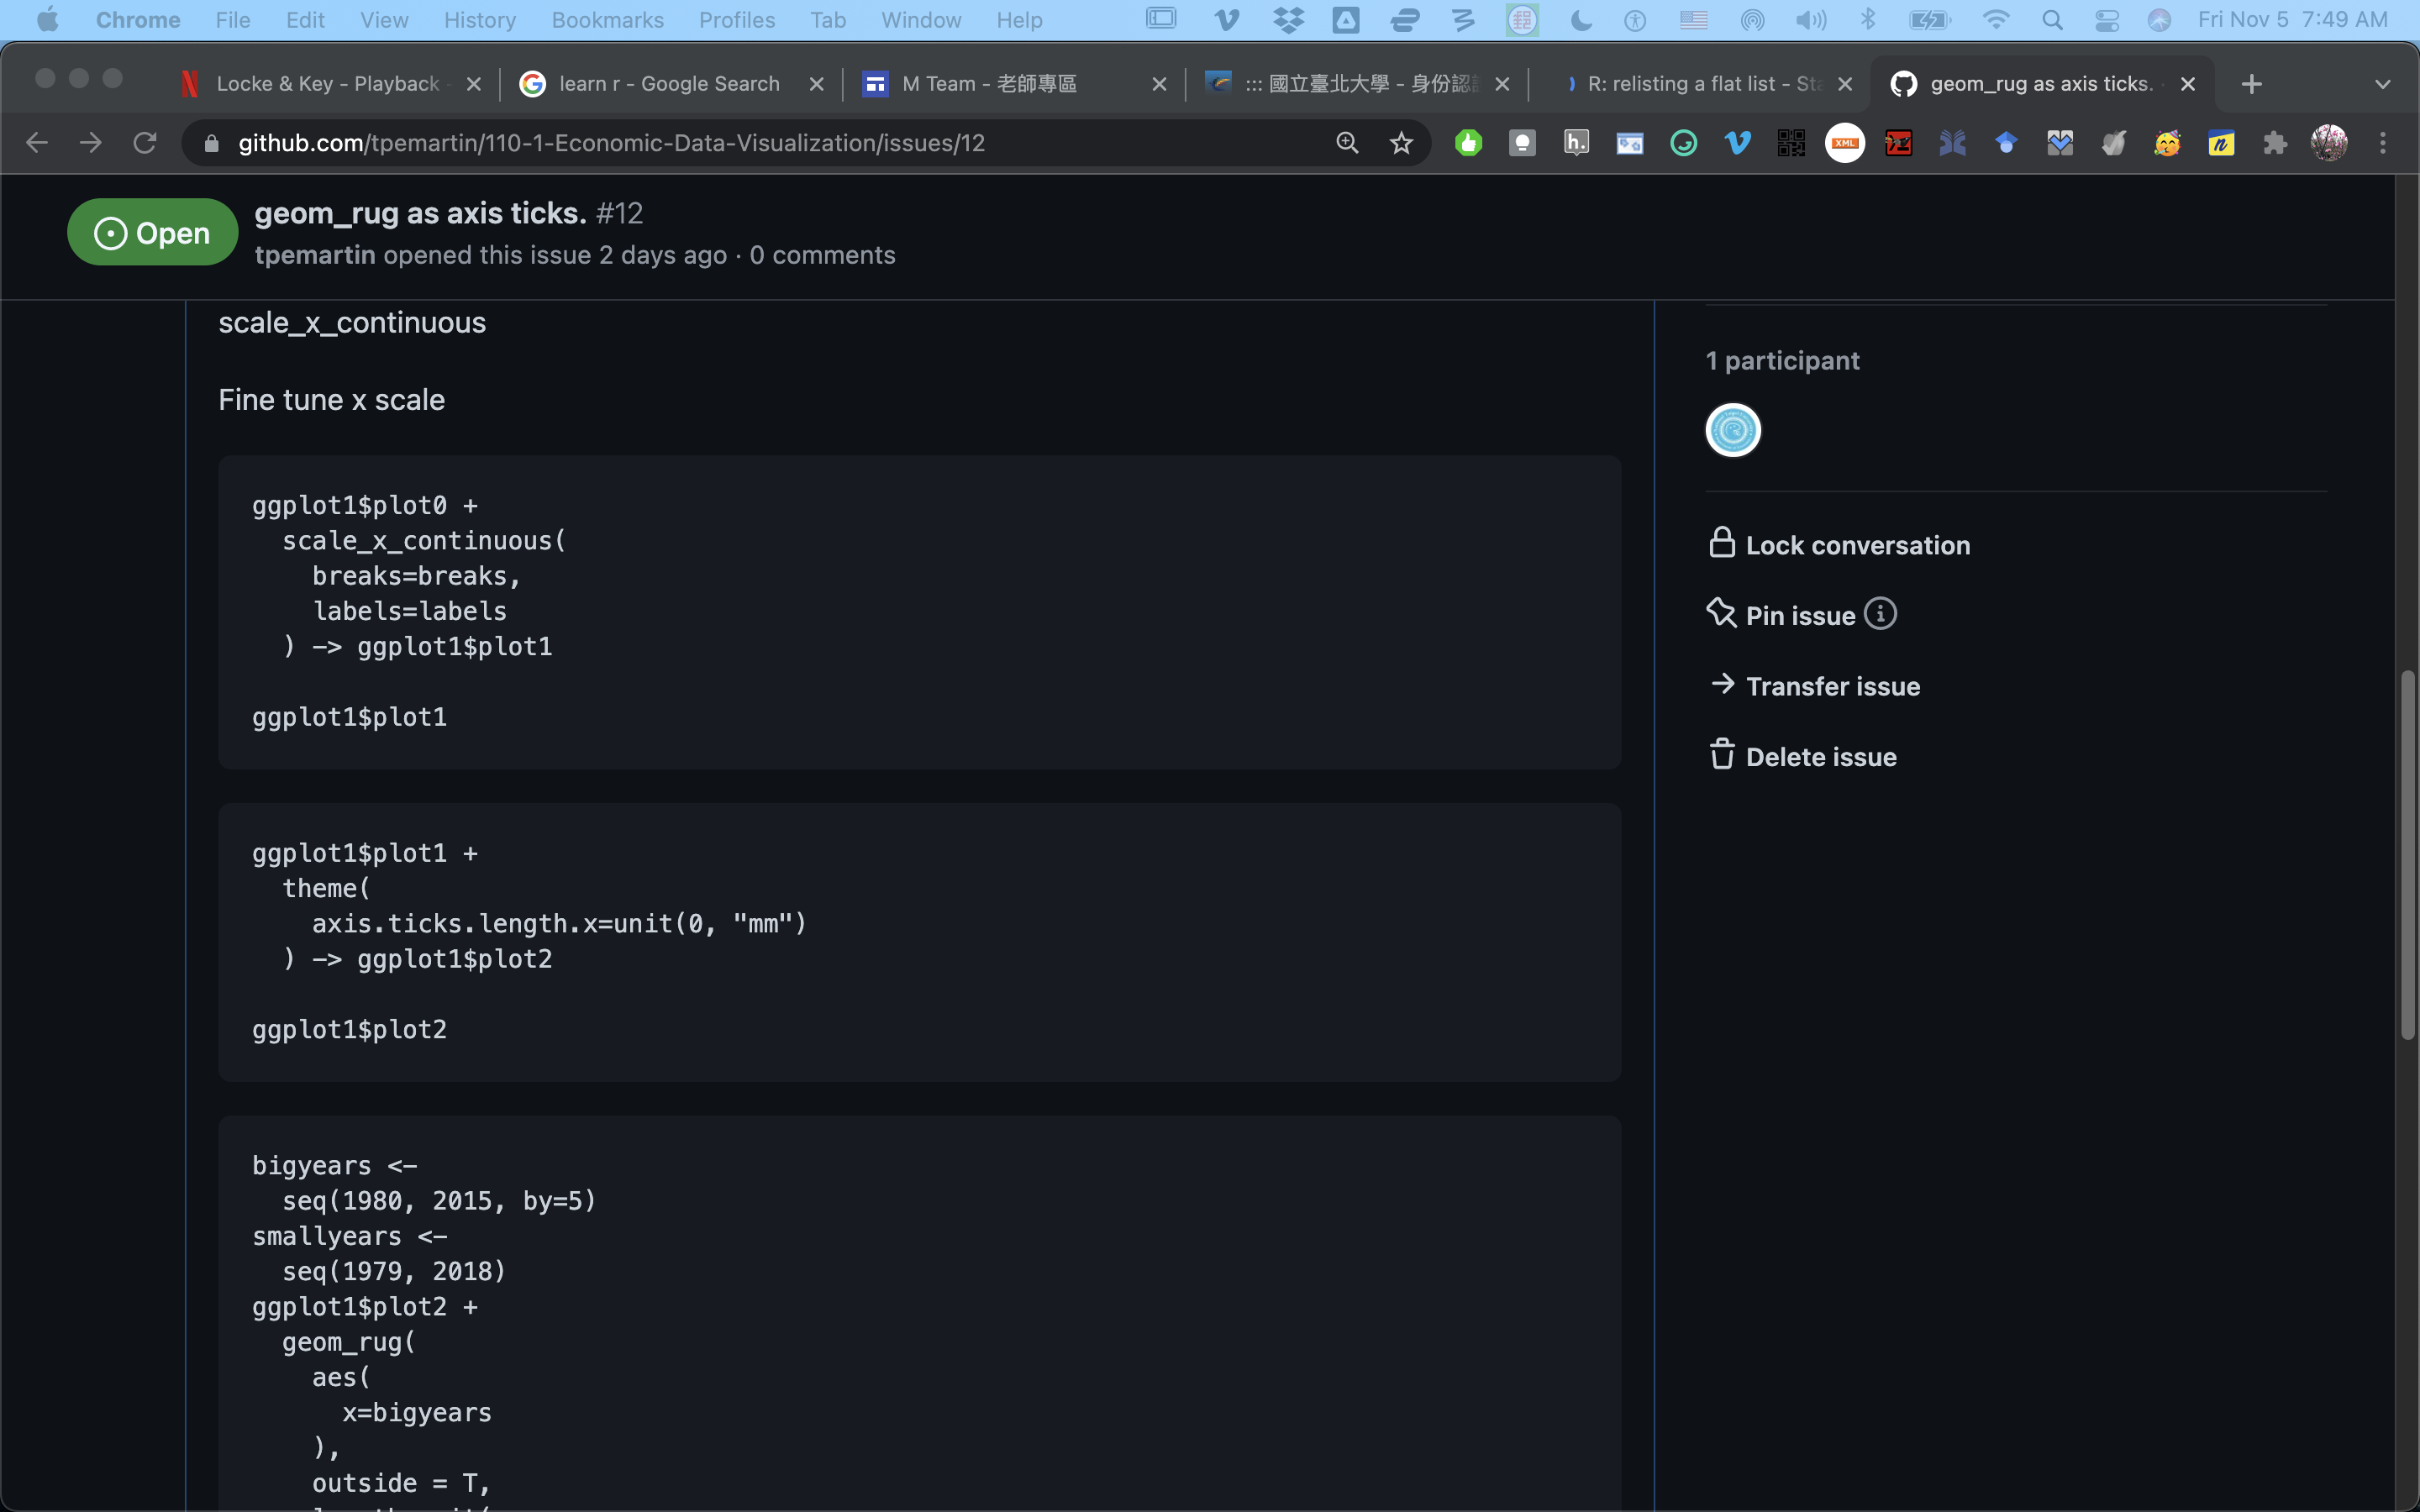 Chrome File Edit View History Bookmarks Profiles Tab Window Help Fri Nov 5 7:49 AM
Locke & Key - Playback - learn r - Google Search M Team - 老師專區 ::: 國立臺北大學 - 身份認 R: relisting a flat list - Sta geom_rug as axis ticks. ·
github.com/tpemartin/110-1-Economic-Data-Visualization/issues/12
Open
geom_rug as axis ticks. #12
tpemartin opened this issue 2 days ago · 0 comments
scale_x_continuous
Fine tune x scale
ggplot1$plot0 +
  scale_x_continuous(
    breaks=breaks,
    labels=labels
  ) -> ggplot1$plot1
ggplot1$plot1
ggplot1$plot1 +
  theme(
    axis.ticks.length.x=unit(0, "mm")
  ) -> ggplot1$plot2
ggplot1$plot2
bigyears <-
  seq(1980, 2015, by=5)
smallyears <-
  seq(1979, 2018)
ggplot1$plot2 +
  geom_rug(
    aes(
      x=bigyears
    ),
    outside = T,
1 participant
Lock conversation
Pin issue
Transfer issue
Delete issue